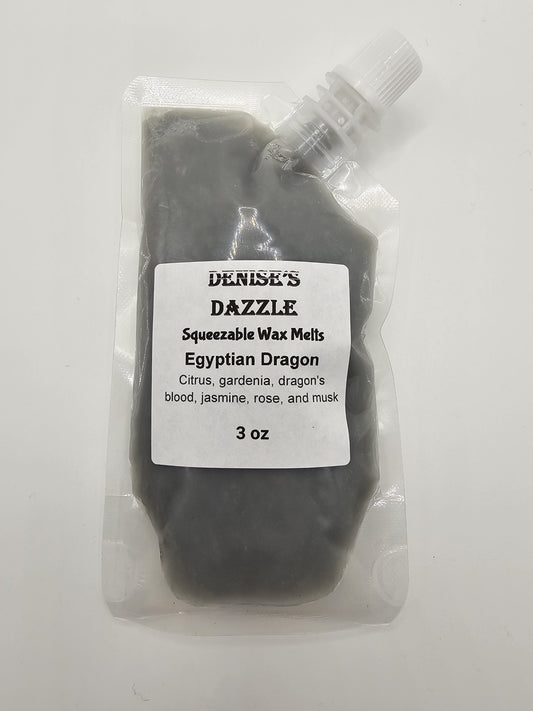 DENISE'S
DAZZLE
Squeezable Wax Melts
Egyptian Dragon
Citrus, gardenia, dragon's
blood, jasmine, rose, and musk
3 oz